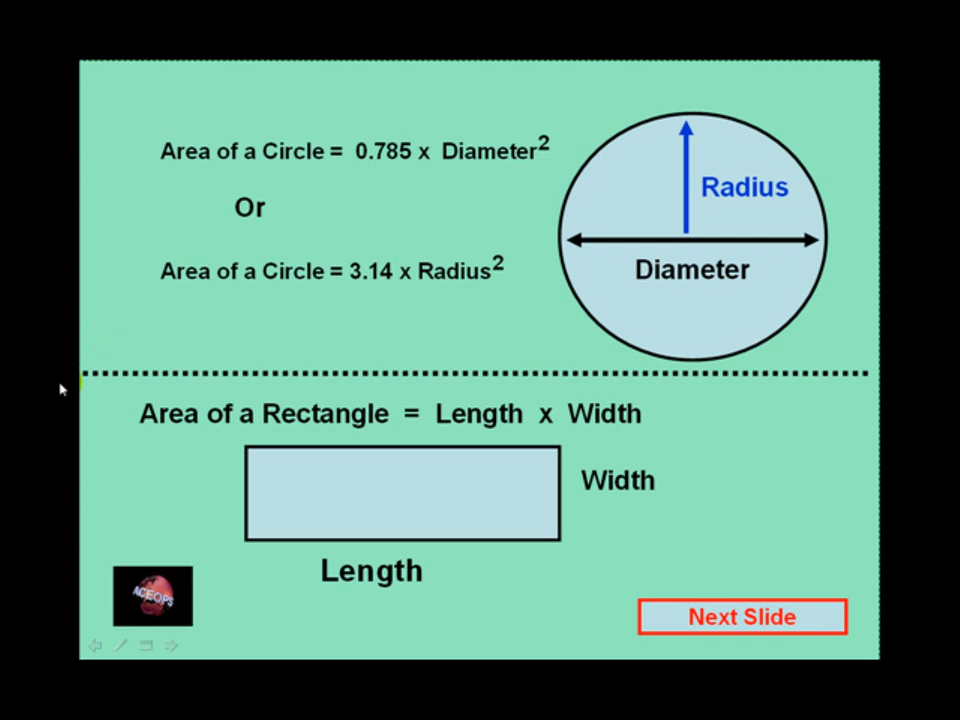 Area of a Circle = 0.785 x Diameter²
Or
Area of a Circle = 3.14 x Radius²
Radius
Diameter
Area of a Rectangle = Length x Width
Width
Length
ACEOPS
Next Slide